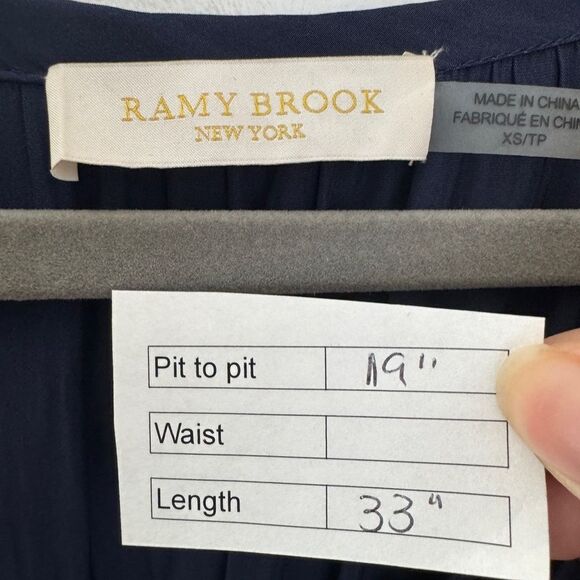 RAMY BROOK
NEW YORK
MADE IN CHINA
FABRIQUÉ EN CHIN
XS/TP
Pit to pit 19"
Waist
Length 33"